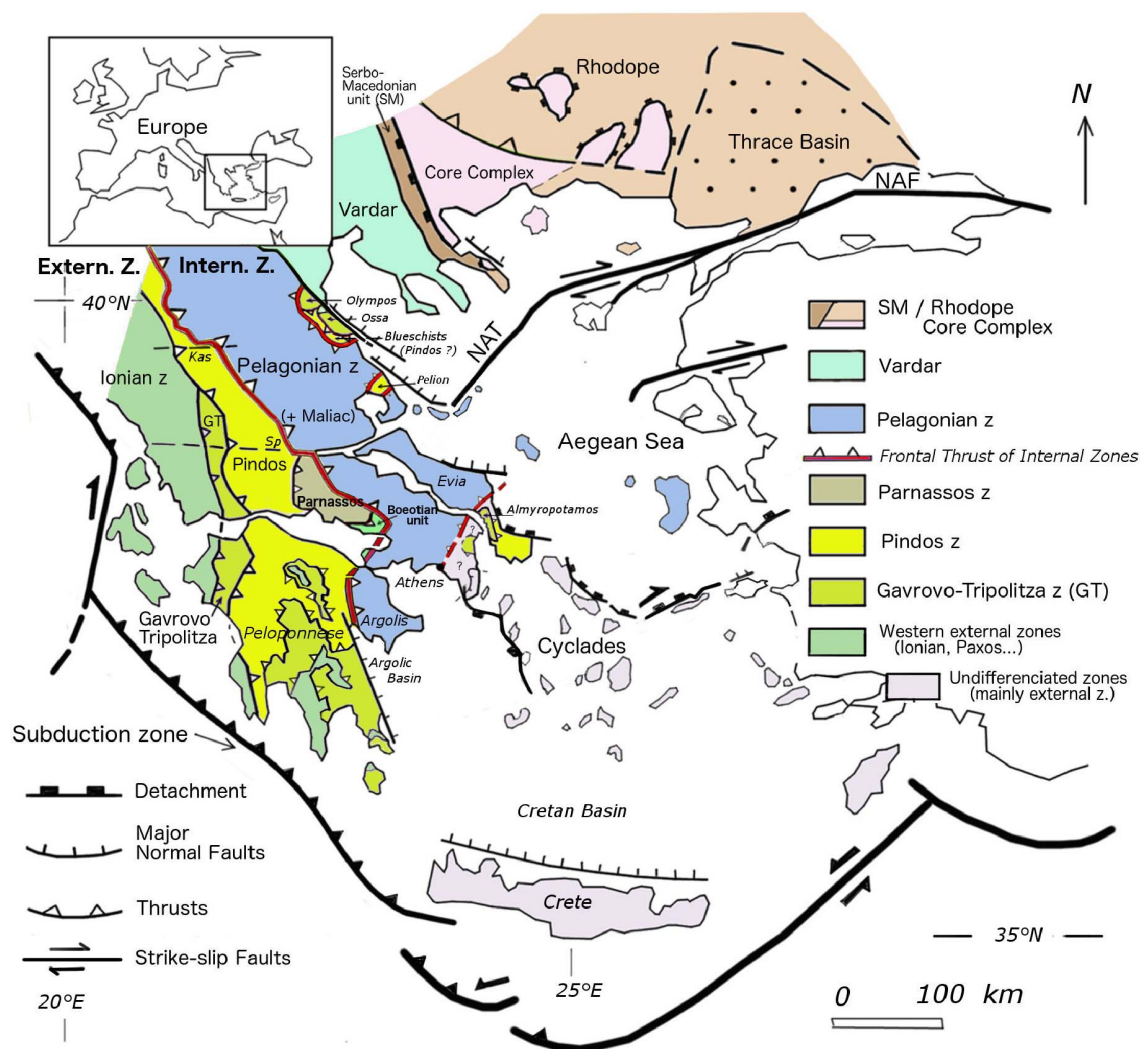 Europe
Serbo-
Macedonian
unit (SM)
Rhodope
Thrace Basin
N
Core Complex
NAF
Vardar
Extern. Z.
Intern. Z.
40°N
Olympos
Ossa
Blueschists
(Pindos ?)
NAT
Kas
Pelagonian z
Ionian z
Pelion
GT
(+ Maliac)
Sp
Aegean Sea
Pindos
Evia
Parnassos
Boeotian
unit
Almyropotamos
?
?
Athens
Gavrovo
Tripolitza
Peloponnese
Argolis
Cyclades
Argolic
Basin
SM / Rhodope
Core Complex
Vardar
Pelagonian z
Frontal Thrust of Internal Zones
Parnassos z
Pindos z
Gavrovo-Tripolitza z (GT)
Western external zones
(Ionian, Paxos...)
Undifferenciated zones
(mainly external z.)
Subduction zone
Detachment
Major
Normal Faults
Thrusts
Strike-slip Faults
Cretan Basin
Crete
35°N
20°E
25°E
0 100 km